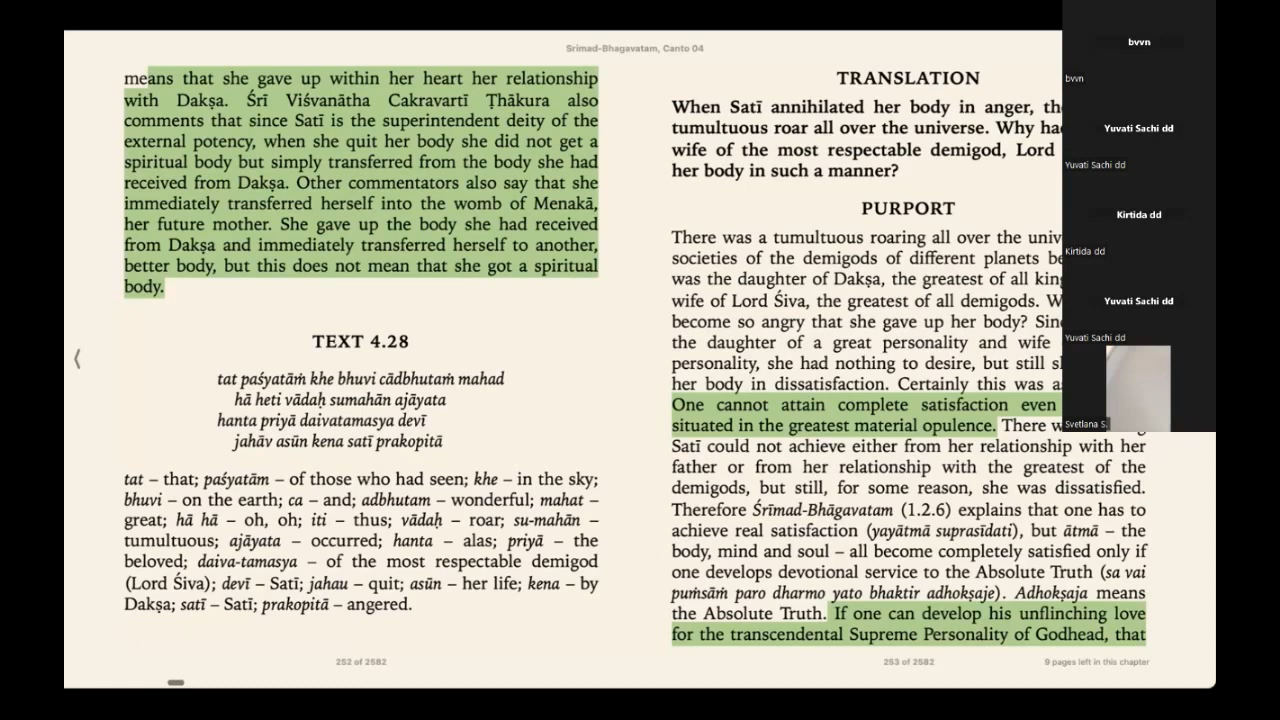 Srimad-Bhagavatam, Canto 04
means that she gave up within her heart her relationship
with Dakṣa. Śrī Viśvanātha Cakravartī Ṭhākura also
comments that since Satī is the superintendent deity of the
external potency, when she quit her body she did not get a
spiritual body but simply transferred from the body she had
received from Dakṣa. Other commentators also say that she
immediately transferred herself into the womb of Menakā,
her future mother. She gave up the body she had received
from Dakṣa and immediately transferred herself to another,
better body, but this does not mean that she got a spiritual
body.
TEXT 4.28
tat paśyatāṁ khe bhuvi cādbhutaṁ mahad
hā heti vādaḥ sumahān ajāyata
hanta priyā daivatamasya devī
jahāv asūn kena satī prakopitā
tat – that; paśyatām – of those who had seen; khe – in the sky;
bhuvi – on the earth; ca – and; adbhutam – wonderful; mahat –
great; hā hā – oh, oh; iti – thus; vādaḥ – roar; su-mahān –
tumultuous; ajāyata – occurred; hanta – alas; priyā – the
beloved; daiva-tamasya – of the most respectable demigod
(Lord Śiva); devī – Satī; jahau – quit; asūn – her life; kena – by
Dakṣa; satī – Satī; prakopitā – angered.
252 of 2582
TRANSLATION
When Satī annihilated her body in anger,
tumultuous roar all over the universe. Why
wife of the most respectable demigod, Lord
her body in such a manner?
PURPORT
There was a tumultuous roaring all over the
societies of the demigods of different planets
was the daughter of Dakṣa, the greatest of all
wife of Lord Śiva, the greatest of all demigods.
become so angry that she gave up her body?
the daughter of a great personality and wife
personality, she had nothing to desire, but still
her body in dissatisfaction. Certainly this was
One cannot attain complete satisfaction even
situated in the greatest material opulence. There
Satī could not achieve either from her relationship with her
father or from her relationship with the greatest of the
demigods, but still, for some reason, she was dissatisfied.
Therefore Śrīmad-Bhāgavatam (1.2.6) explains that one has to
achieve real satisfaction (yayātmā suprasīdati), but ātmā – the
body, mind and soul – all become completely satisfied only if
one develops devotional service to the Absolute Truth (sa vai
puṁsāṁ paro dharmo yato bhaktir adhokṣaje). Adhokṣaja means
the Absolute Truth. If one can develop his unflinching love
for the transcendental Supreme Personality of Godhead, that
253 of 2582
9 pages left in this chapter
bvvn
bvvn
Yuvati Sachi dd
Yuvati Sachi dd
Kirtida dd
Kirtida dd
Yuvati Sachi dd
Yuvati Sachi dd
Svetlana S.